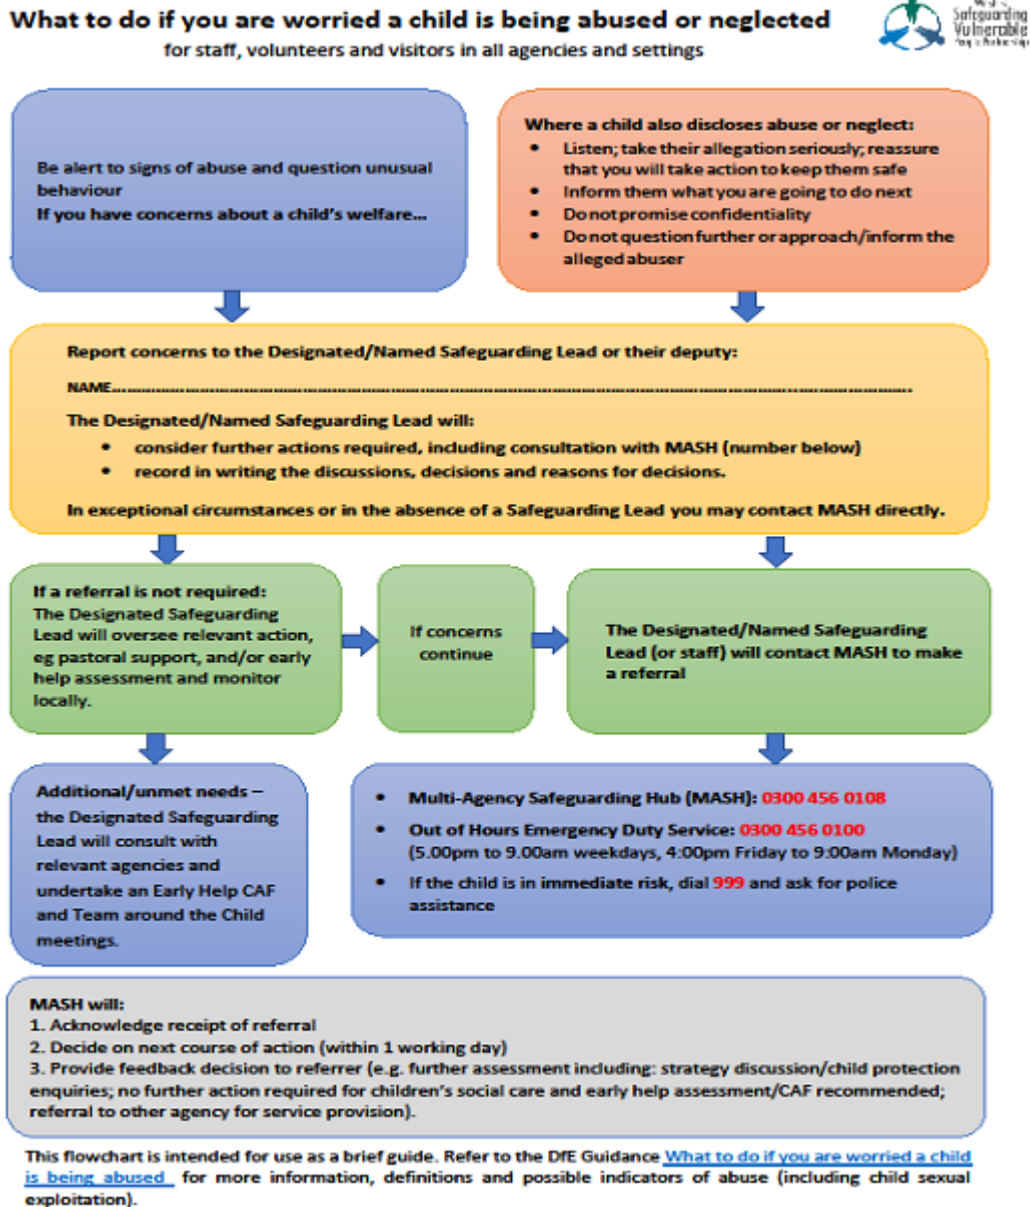 What to do if you are worried a child is being abused or neglected
for staff, volunteers and visitors in all agencies and settings
Safeguarding
Vulnerable
People Partnership
Be alert to signs of abuse and question unusual
behaviour
If you have concerns about a child's welfare...
Where a child also discloses abuse or neglect:
• Listen; take their allegation seriously; reassure
that you will take action to keep them safe
• Inform them what you are going to do next
• Do not promise confidentiality
• Do not question further or approach/inform the
alleged abuser
Report concerns to the Designated/Named Safeguarding Lead or their deputy:
NAME……………………………………………………………………………………………………………………
The Designated/Named Safeguarding Lead will:
• consider further actions required, including consultation with MASH (number below)
• record in writing the discussions, decisions and reasons for decisions.
In exceptional circumstances or in the absence of a Safeguarding Lead you may contact MASH directly.
If a referral is not required:
The Designated Safeguarding
Lead will oversee relevant action,
eg pastoral support, and/or early
help assessment and monitor
locally.
If concerns
continue
The Designated/Named Safeguarding
Lead (or staff) will contact MASH to make
a referral
Additional/unmet needs –
the Designated Safeguarding
Lead will consult with
relevant agencies and
undertake an Early Help CAF
and Team around the Child
meetings.
• Multi-Agency Safeguarding Hub (MASH): 0300 456 0108
• Out of Hours Emergency Duty Service: 0300 456 0100
(5.00pm to 9.00am weekdays, 4:00pm Friday to 9:00am Monday)
• If the child is in immediate risk, dial 999 and ask for police
assistance
MASH will:
1. Acknowledge receipt of referral
2. Decide on next course of action (within 1 working day)
3. Provide feedback decision to referrer (e.g. further assessment including: strategy discussion/child protection
enquiries; no further action required for children's social care and early help assessment/CAF recommended;
referral to other agency for service provision).
This flowchart is intended for use as a brief guide. Refer to the DfE Guidance What to do if you are worried a child
is being abused for more information, definitions and possible indicators of abuse (including child sexual
exploitation).